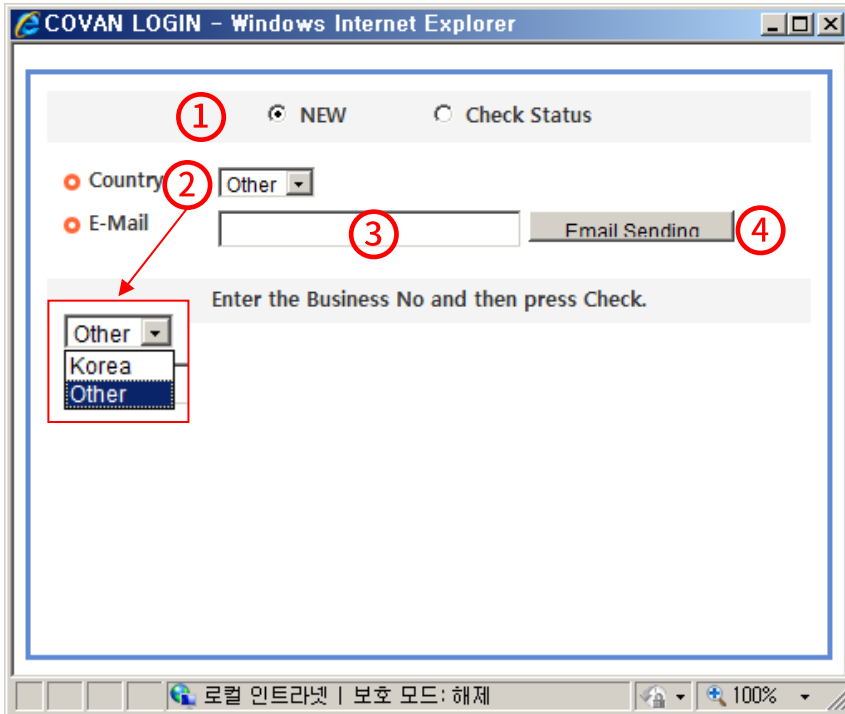 COVAN LOGIN - Windows Internet Explorer
① NEW Check Status
Country ② Other
E-Mail ③ Email Sending ④
Enter the Business No and then press Check.
Other
Korea
Other
로컬 인트라넷 | 보호 모드: 해제 100%